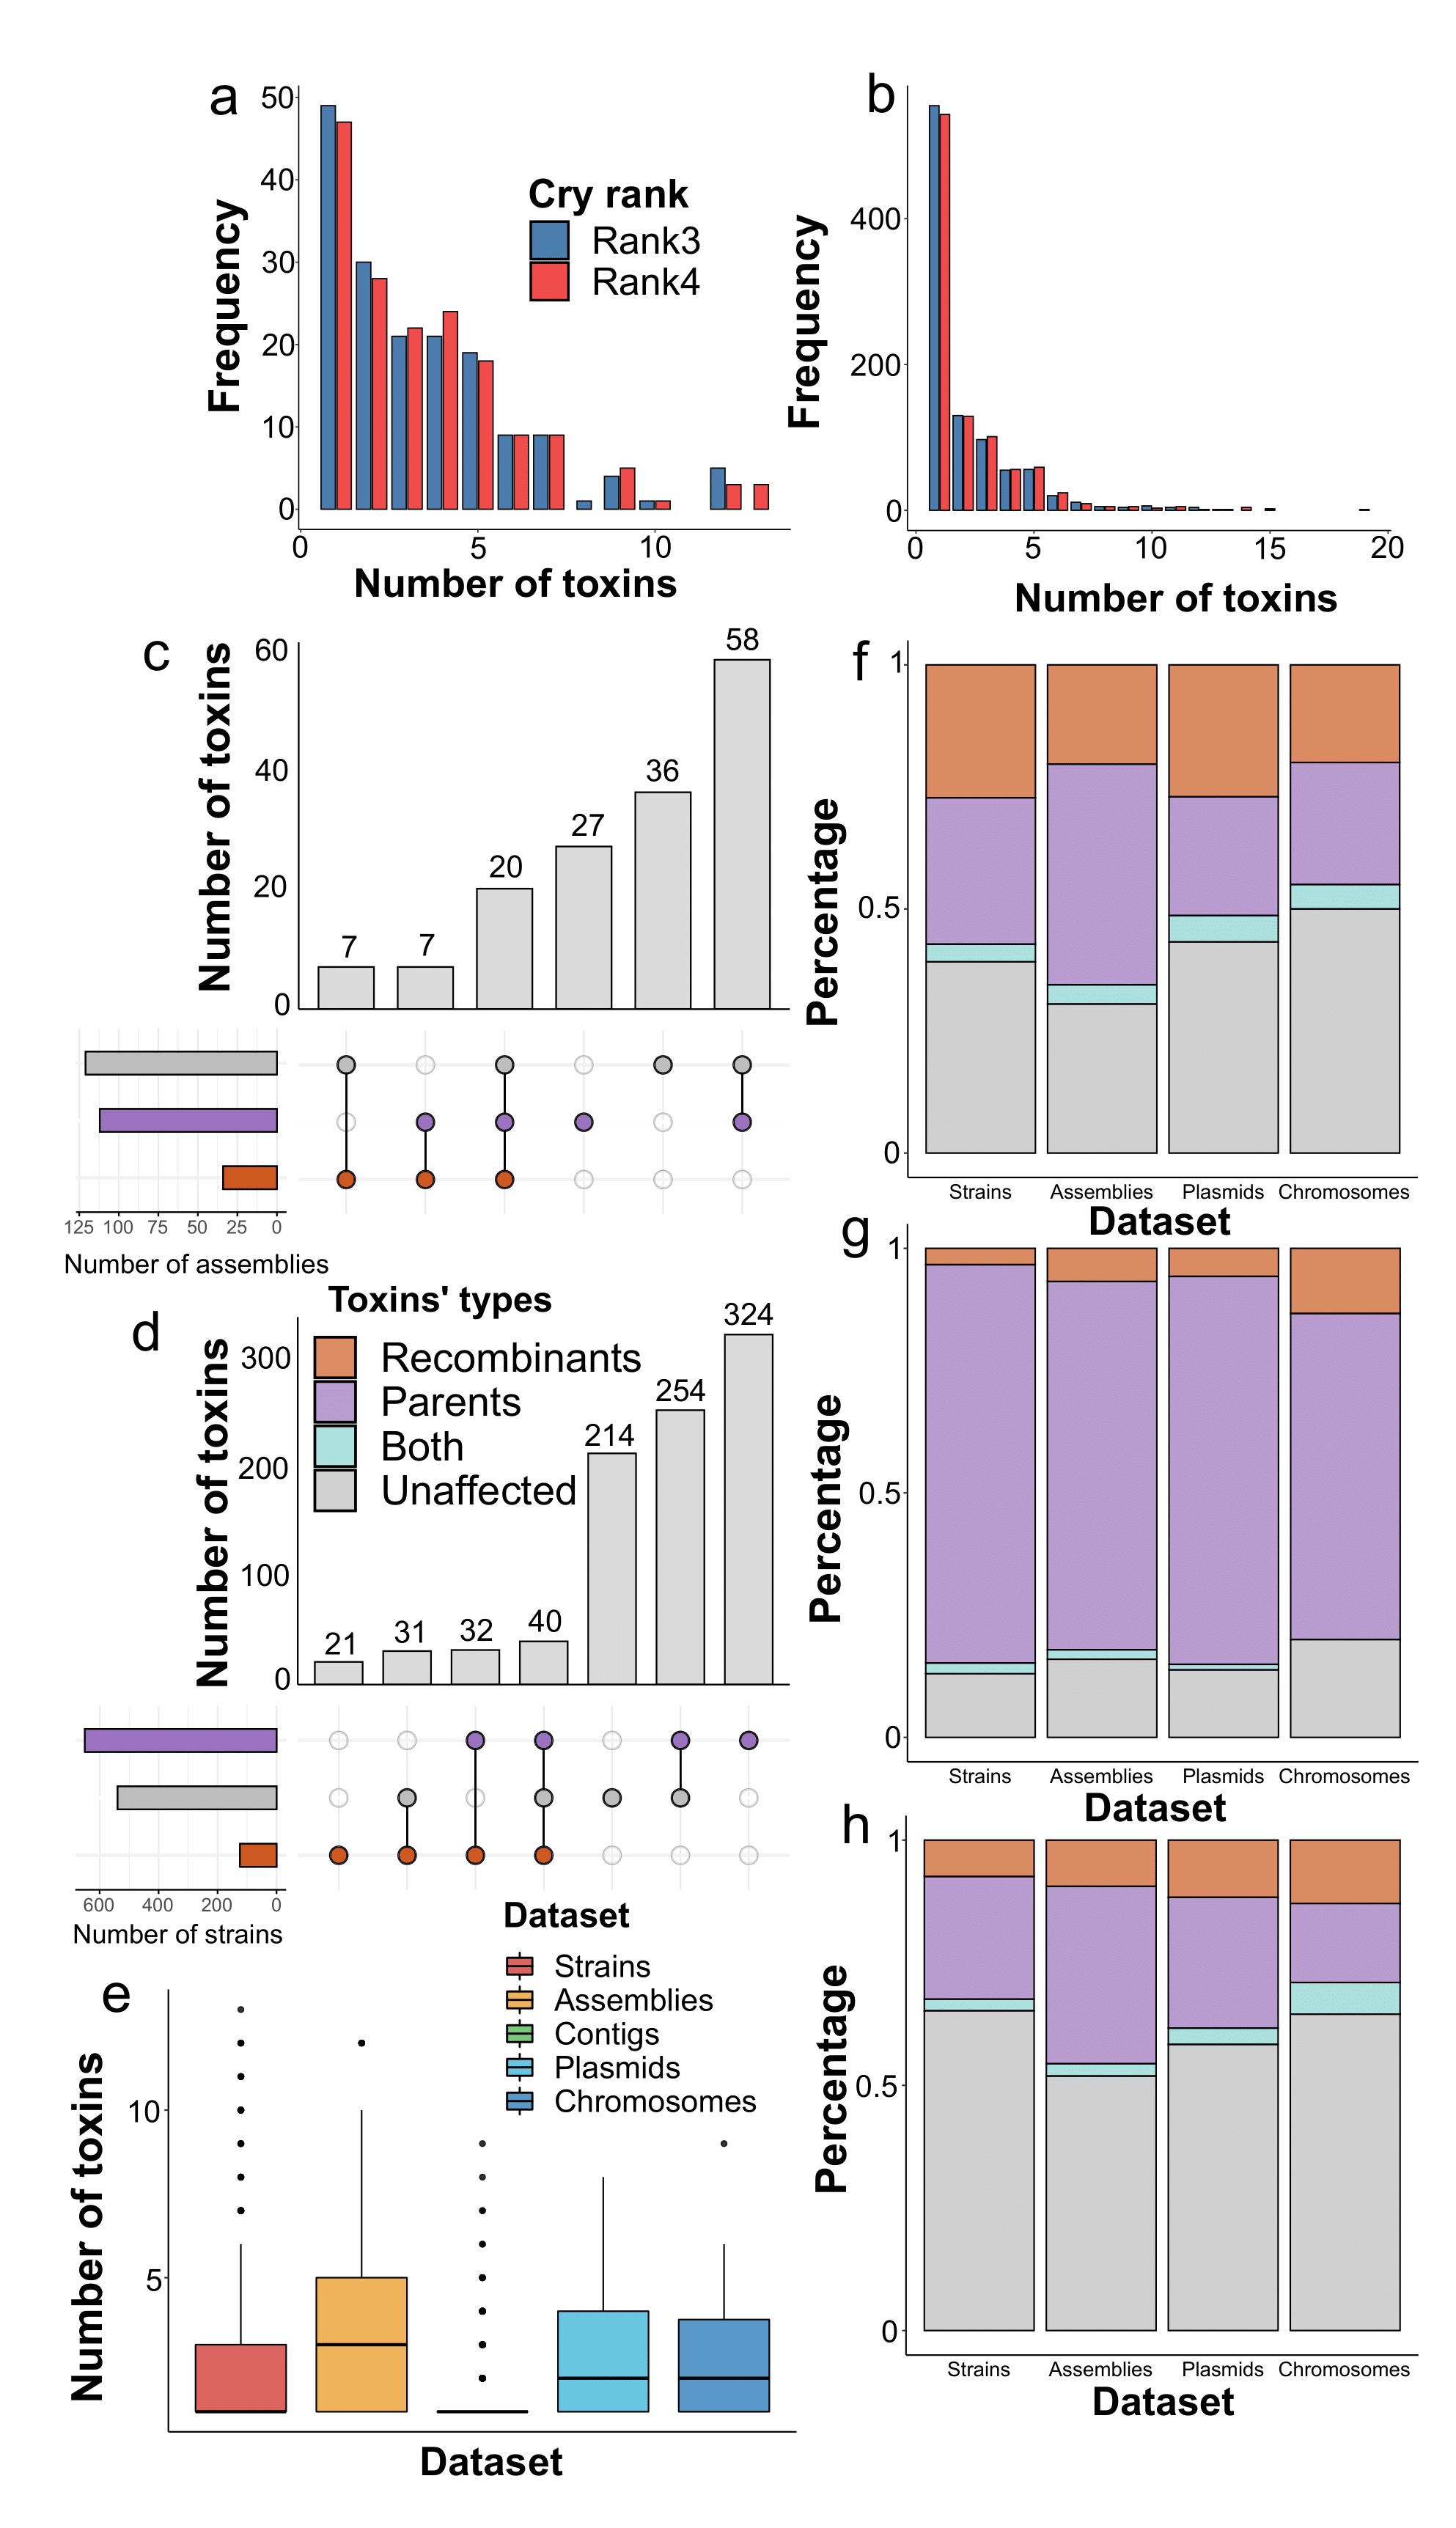 a
50
40
30
20
10
0
Frequency
Cry rank
Rank3
Rank4
0 5 10
Number of toxins
b
400
200
0
Frequency
0 5 10 15 20
Number of toxins
c
60
40
20
0
Number of toxins
7 7 20 27 36 58
125 100 75 50 25 0
Number of assemblies
d
300
200
100
0
Number of toxins
Toxins' types
Recombinants
Parents
Both
Unaffected
21 31 32 40 214 254 324
600 400 200 0
Number of strains
e
10
5
Number of toxins
Dataset
Strains
Assemblies
Contigs
Plasmids
Chromosomes
Dataset
f
1
0.5
0
Percentage
Strains Assemblies Plasmids Chromosomes
Dataset
g
1
0.5
0
Percentage
Strains Assemblies Plasmids Chromosomes
Dataset
h
1
0.5
0
Percentage
Strains Assemblies Plasmids Chromosomes
Dataset